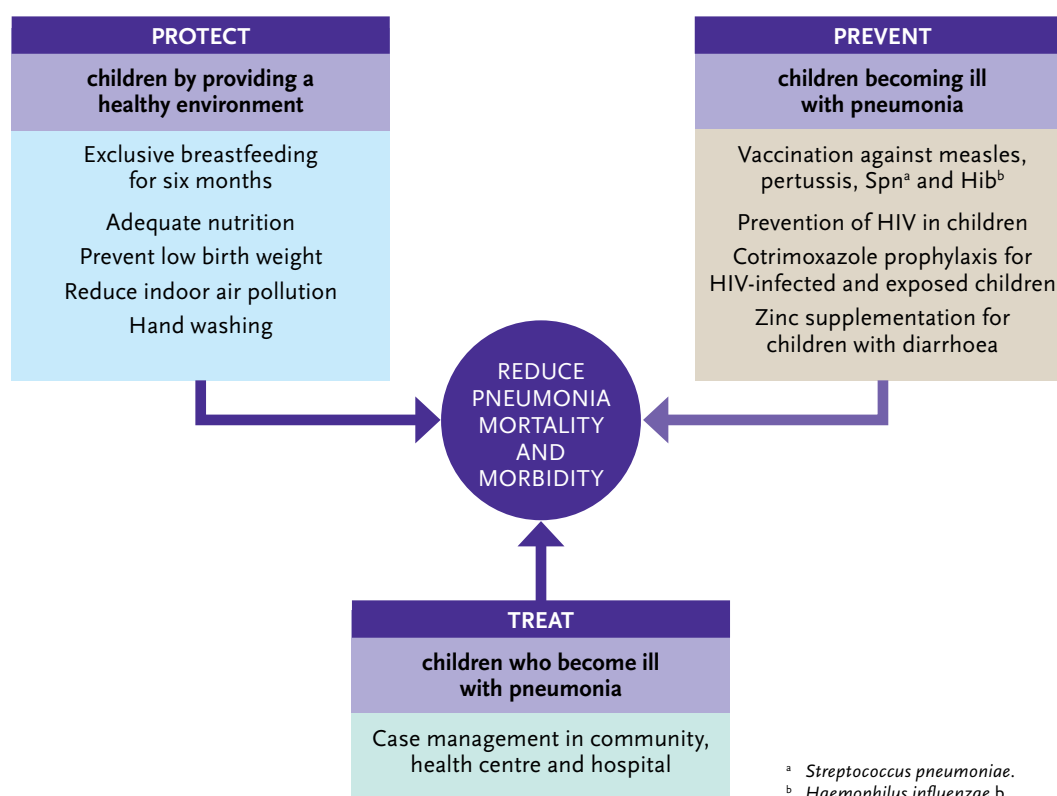 PROTECT
children by providing a
healthy environment
Exclusive breastfeeding
for six months
Adequate nutrition
Prevent low birth weight
Reduce indoor air pollution
Hand washing
PREVENT
children becoming ill
with pneumonia
Vaccination against measles,
pertussis, Spnᵃ and Hibᵇ
Prevention of HIV in children
Cotrimoxazole prophylaxis for
HIV-infected and exposed children
Zinc supplementation for
children with diarrhoea
REDUCE
PNEUMONIA
MORTALITY
AND
MORBIDITY
TREAT
children who become ill
with pneumonia
Case management in community,
health centre and hospital
ᵃ Streptococcus pneumoniae.
ᵇ Haemophilus influenzae b